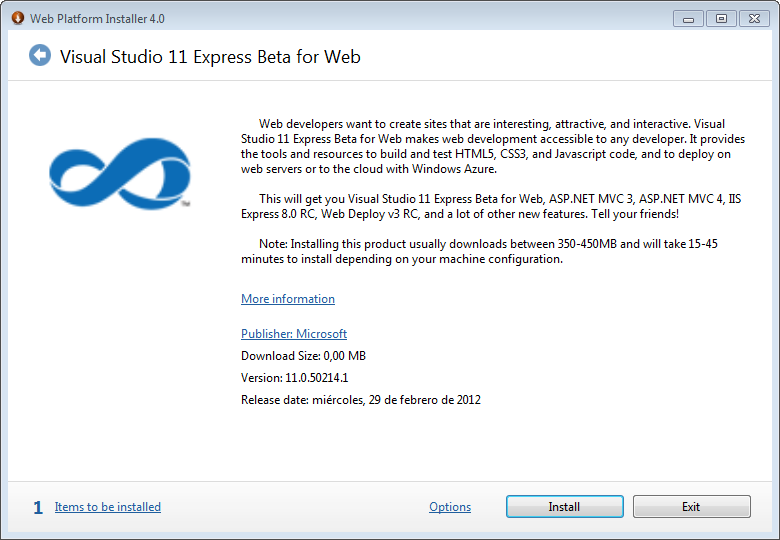 Web Platform Installer 4.0
Visual Studio 11 Express Beta for Web
Web developers want to create sites that are interesting, attractive, and interactive. Visual
Studio 11 Express Beta for Web makes web development accessible to any developer. It provides
the tools and resources to build and test HTML5, CSS3, and Javascript code, and to deploy on
web servers or to the cloud with Windows Azure.
This will get you Visual Studio 11 Express Beta for Web, ASP.NET MVC 3, ASP.NET MVC 4, IIS
Express 8.0 RC, Web Deploy v3 RC, and a lot of other new features. Tell your friends!
Note: Installing this product usually downloads between 350-450MB and will take 15-45
minutes to install depending on your machine configuration.
TM
More information
Publisher: Microsoft
Download Size: 0,00 MB
Version: 11.0.50214.1
Release date: miércoles, 29 de febrero de 2012
1 Items to be installed Options Install Exit